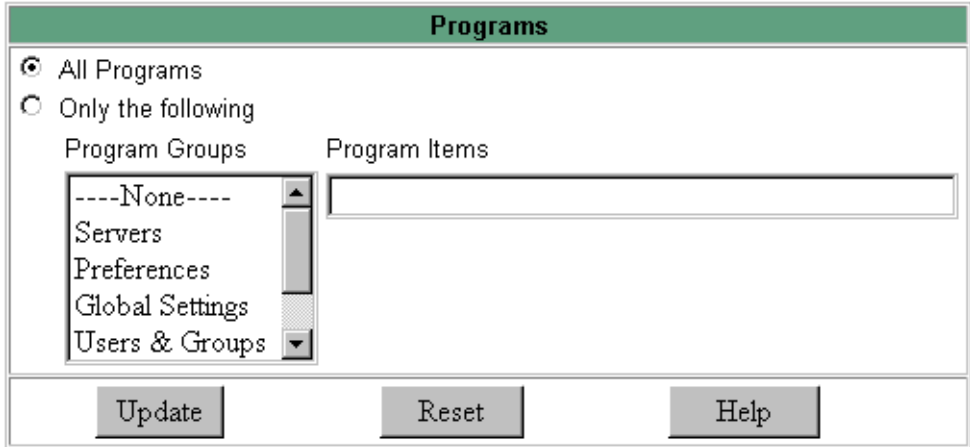 Programs
All Programs
Only the following
Program Groups Program Items
----None----
Servers
Preferences
Global Settings
Users & Groups
Update Reset Help